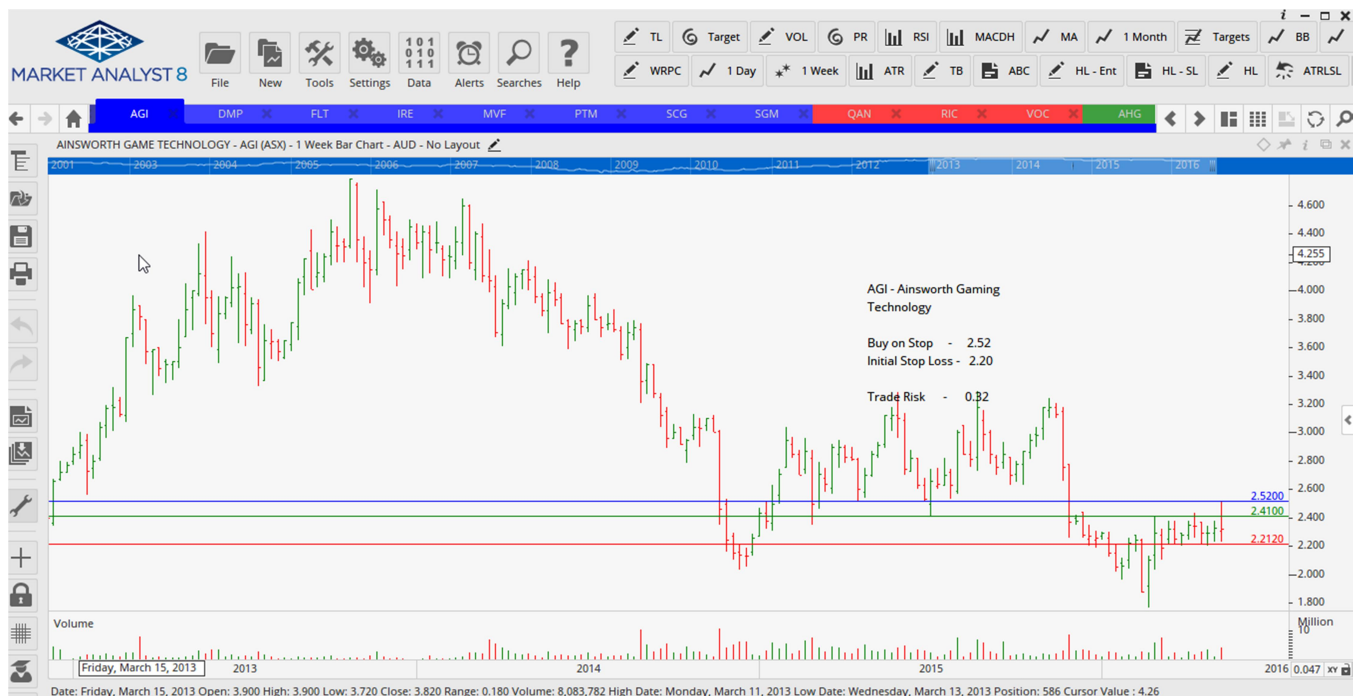 MARKET ANALYST 8
File
New
Tools
Settings
101
010
111
Data
Alerts
Searches
?
Help
i
TL
Target
VOL
PR
RSI
MACDH
MA
1 Month
Targets
BB
WRPC
1 Day
1 Week
ATR
TB
ABC
HL - Ent
HL - SL
HL
ATRLSL
AGI
DMP
FLT
IRE
MVF
PTM
SCG
SGM
QAN
RIC
VOC
AHG
AINSWORTH GAME TECHNOLOGY - AGI (ASX) - 1 Week Bar Chart - AUD - No Layout
2001 2003 2004 2005 2006 2007 2008 2009 2010 2011 2012 2013 2014 2015 2016
4.600
4.400
4.255
4.200
4.000
3.800
3.600
3.400
3.200
3.000
2.800
2.600
2.400
2.200
2.000
1.800
AGI - Ainsworth Gaming
Technology
Buy on Stop - 2.52
Initial Stop Loss - 2.20
Trade Risk - 0.32
2.5200
2.4100
2.2120
Volume
Million
10
Friday, March 15, 2013
2013
2014
2015
2016
0.047 XY
Date: Friday, March 15, 2013 Open: 3.900 High: 3.900 Low: 3.720 Close: 3.820 Range: 0.180 Volume: 8,083,782 High Date: Monday, March 11, 2013 Low Date: Wednesday, March 13, 2013 Position: 586 Cursor Value : 4.26